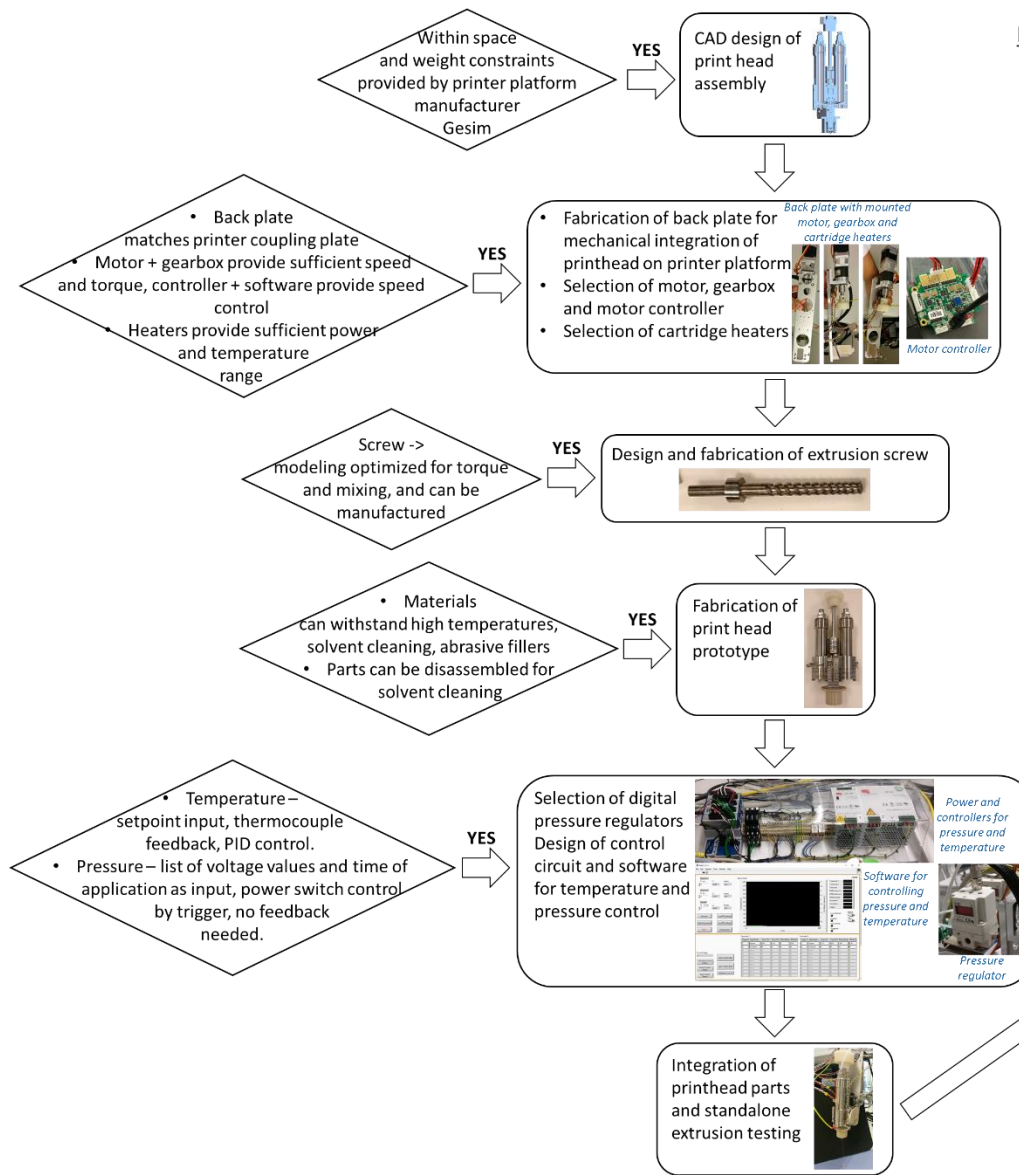 Within space
and weight constraints
provided by printer platform
manufacturer
Gesim
YES
CAD design of
print head
assembly
• Back plate
matches printer coupling plate
• Motor + gearbox provide sufficient speed
and torque, controller + software provide speed
control
• Heaters provide sufficient power
and temperature
range
YES
• Fabrication of back plate for
mechanical integration of
printhead on printer platform
• Selection of motor, gearbox
and motor controller
• Selection of cartridge heaters
Back plate with mounted
motor, gearbox and
cartridge heaters
Motor controller
Screw ->
modeling optimized for torque
and mixing, and can be
manufactured
YES
Design and fabrication of extrusion screw
• Materials
can withstand high temperatures,
solvent cleaning, abrasive fillers
• Parts can be disassembled for
solvent cleaning
YES
Fabrication of
print head
prototype
• Temperature –
setpoint input, thermocouple
feedback, PID control.
• Pressure – list of voltage values and time of
application as input, power switch control
by trigger, no feedback
needed.
YES
Selection of digital
pressure regulators
Design of control
circuit and software
for temperature and
pressure control
Power and
controllers for
pressure and
temperature
Software for
controlling
pressure and
temperature
Pressure
regulator
Integration of
printhead parts
and standalone
extrusion testing